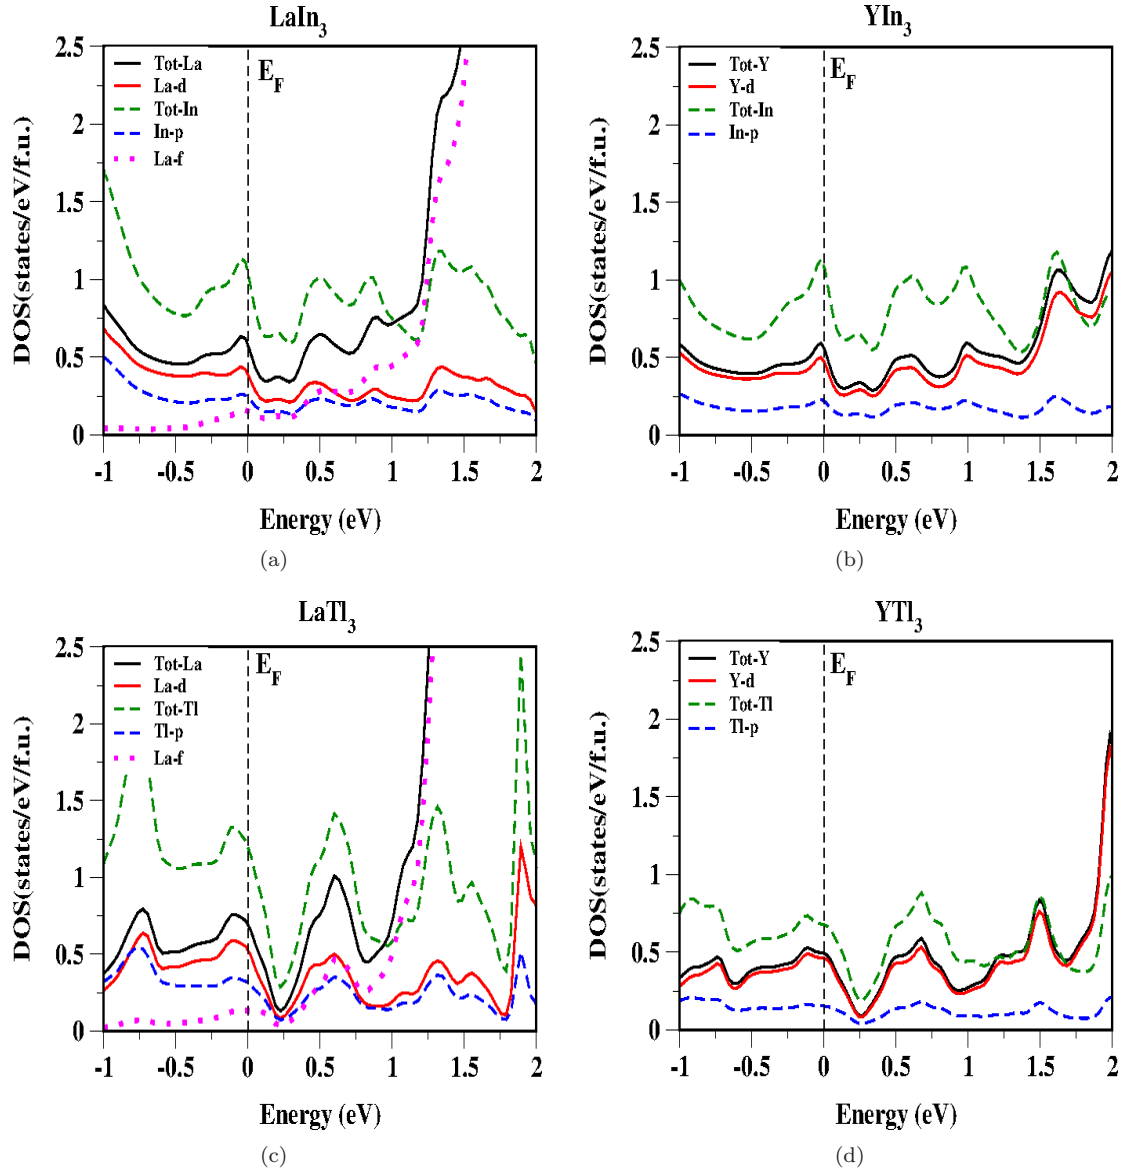 LaIn3
DOS(states/eV/f.u.)
2.5
2
1.5
1
0.5
0
Tot-La
La-d
Tot-In
In-p
La-f
EF
-1
-0.5
0
0.5
1
1.5
2
Energy (eV)
(a)
YIn3
DOS(states/eV/f.u.)
2.5
2
1.5
1
0.5
0
Tot-Y
Y-d
Tot-In
In-p
EF
-1
-0.5
0
0.5
1
1.5
2
Energy (eV)
(b)
LaTl3
DOS(states/eV/f.u.)
2.5
2
1.5
1
0.5
0
Tot-La
La-d
Tot-Tl
Tl-p
La-f
EF
-1
-0.5
0
0.5
1
1.5
2
Energy (eV)
(c)
YTl3
DOS(states/eV/f.u.)
2.5
2
1.5
1
0.5
0
Tot-Y
Y-d
Tot-Tl
Tl-p
EF
-1
-0.5
0
0.5
1
1.5
2
Energy (eV)
(d)